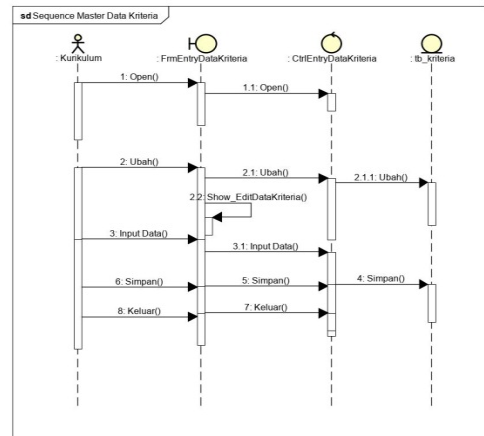 sd Sequence Master Data Kriteria
: Kurikulum
: FrmEntryDataKriteria
: CtrlEntryDataKriteria
: tb_kriteria
1: Open()
1.1: Open()
2: Ubah()
2.1: Ubah()
2.1.1: Ubah()
2.2: Show_EditDataKriteria()
3: Input Data()
3.1: Input Data()
6: Simpan()
5: Simpan()
4: Simpan()
8: Keluar()
7: Keluar()